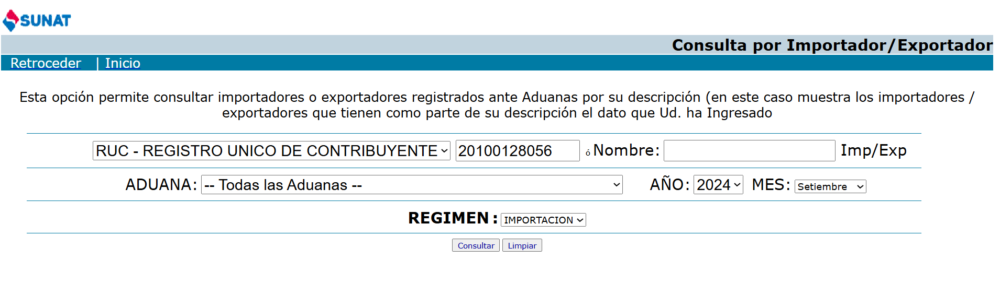 SUNAT
Consulta por Importador/Exportador
Retroceder | Inicio
Esta opción permite consultar importadores o exportadores registrados ante Aduanas por su descripción (en este caso muestra los importadores /
exportadores que tienen como parte de su descripción el dato que Ud. ha Ingresado
RUC - REGISTRO UNICO DE CONTRIBUYENTE 20100128056 ó Nombre: Imp/Exp
ADUANA: -- Todas las Aduanas -- AÑO: 2024 MES: Setiembre
REGIMEN : IMPORTACION
Consultar Limpiar